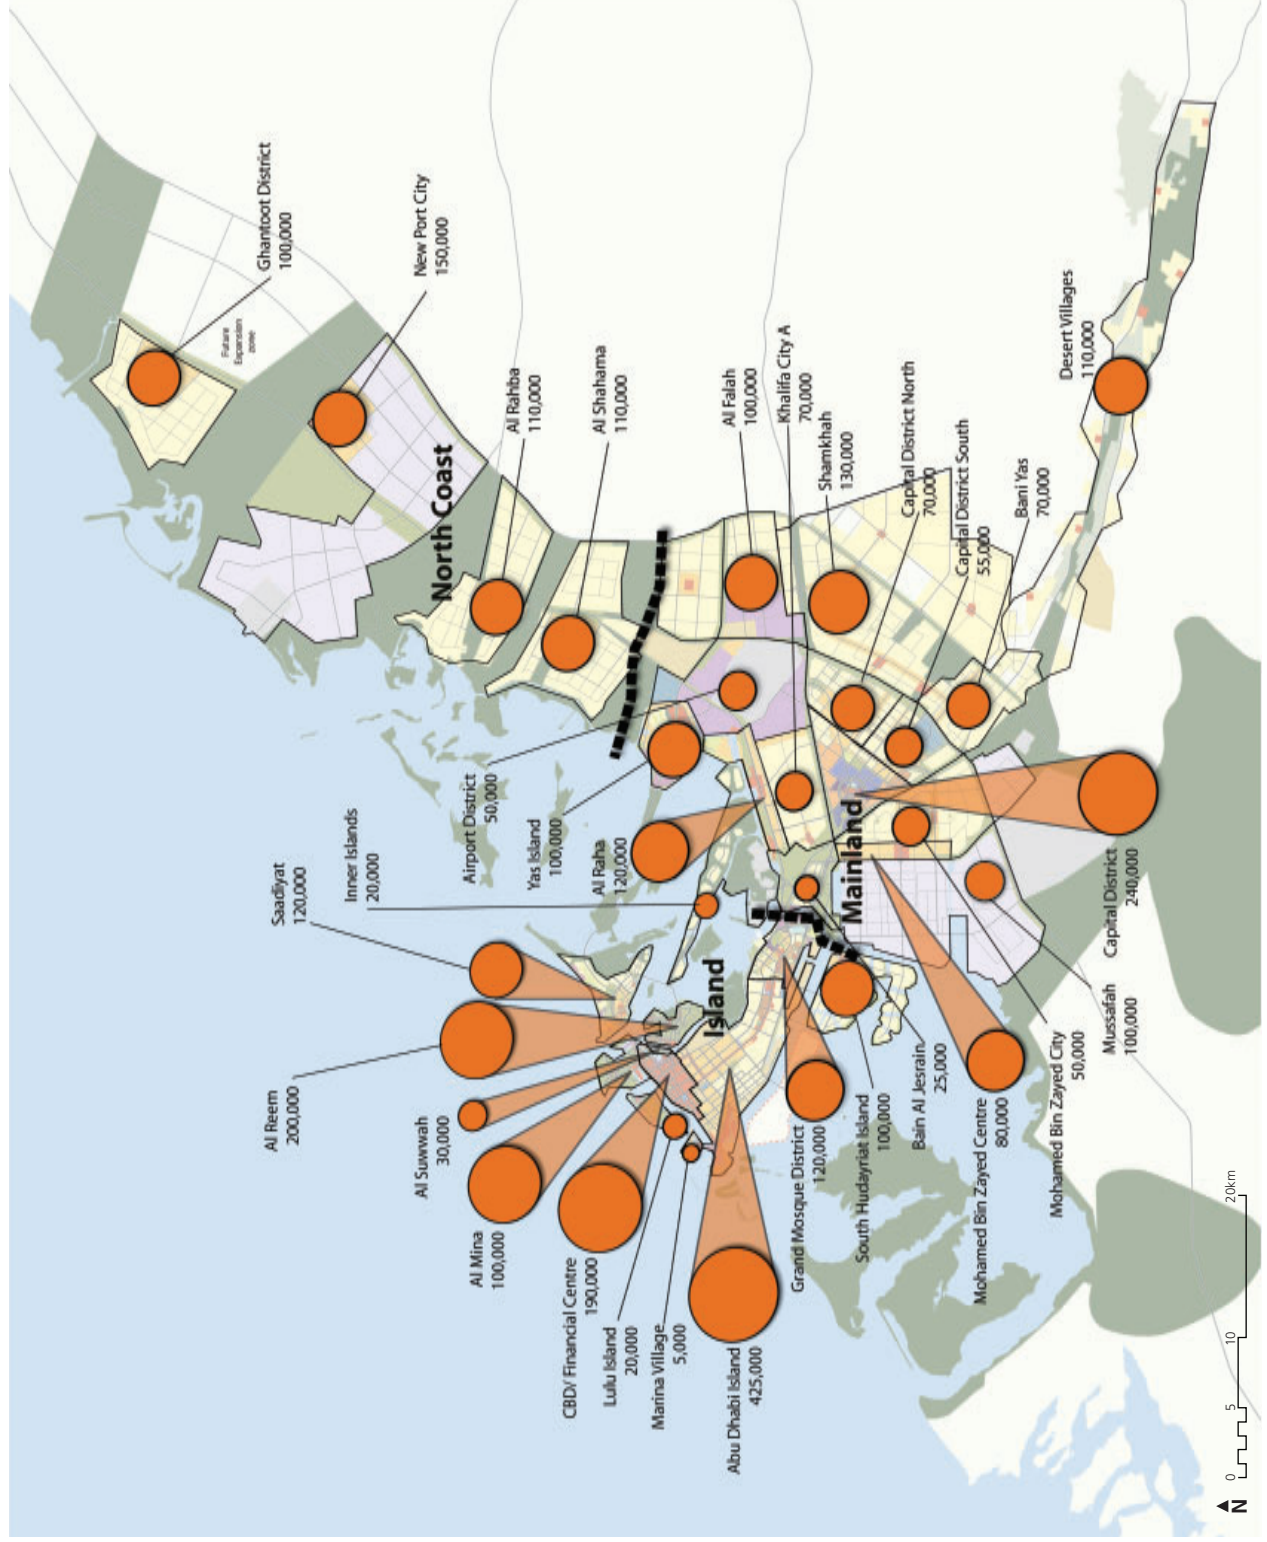 Ghantoot District
100,000
Future
Expansion
zone
New Port City
150,000
North Coast
Al Rahba
110,000
Al Shahama
110,000
Al Falah
100,000
Khalifa City A
70,000
Shamkhah
130,000
Capital District North
70,000
Capital District South
55,000
Bani Yas
70,000
Desert Villages
110,000
Airport District
50,000
Yas Island
100,000
Al Raha
120,000
Inner Islands
20,000
Saadiyat
120,000
Al Reem
200,000
Al Suwwah
30,000
Al Mina
100,000
CBD/ Financial Centre
190,000
Lulu Island
20,000
Marina Village
5,000
Abu Dhabi Island
425,000
Island
Mainland
Grand Mosque District
120,000
South Hudayriat Island
100,000
Bain Al Jesrain
25,000
Mohamed Bin Zayed Centre
80,000
Mohamed Bin Zayed City
50,000
Mussafah
100,000
Capital District
240,000
N
0 5 10 20km